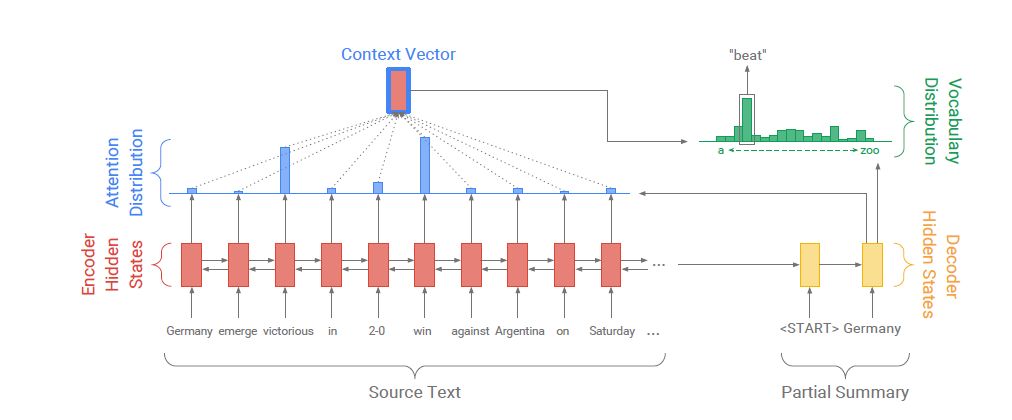 Context Vector
"beat"
Attention
Distribution
Vocabulary
Distribution
a
zoo
Encoder
Hidden
States
...
Decoder
Hidden States
Germany emerge victorious in 2-0 win against Argentina on Saturday ...
<START> Germany
Source Text
Partial Summary